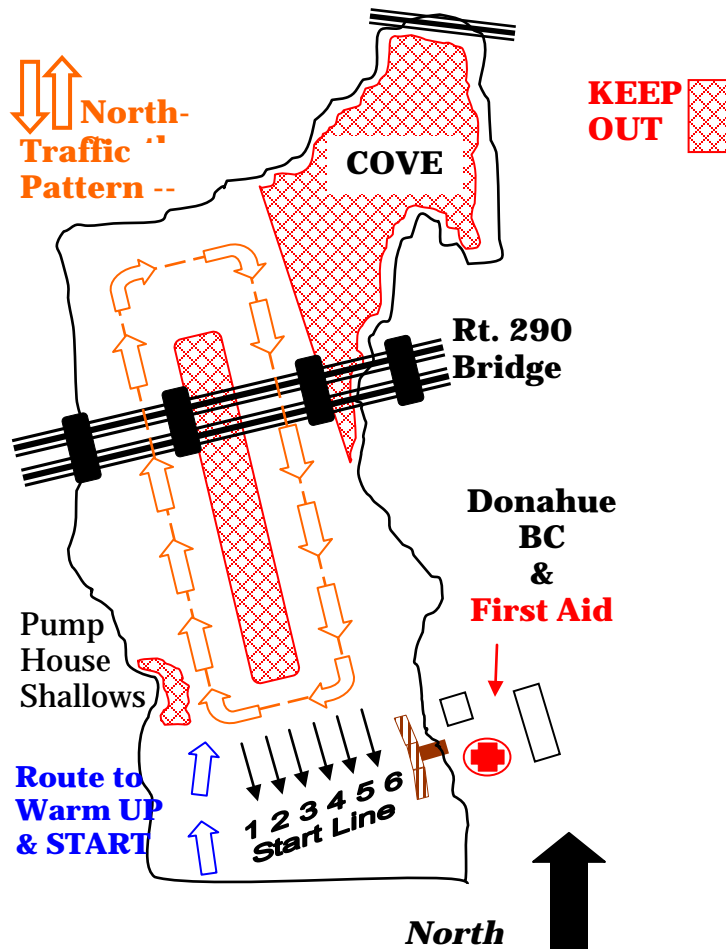 North-
Traffic
Pattern --
KEEP
OUT
COVE
Rt. 290
Bridge
Donahue
BC
&
First Aid
Pump
House
Shallows
Route to
Warm UP
& START
1 2 3 4 5 6
Start Line
North